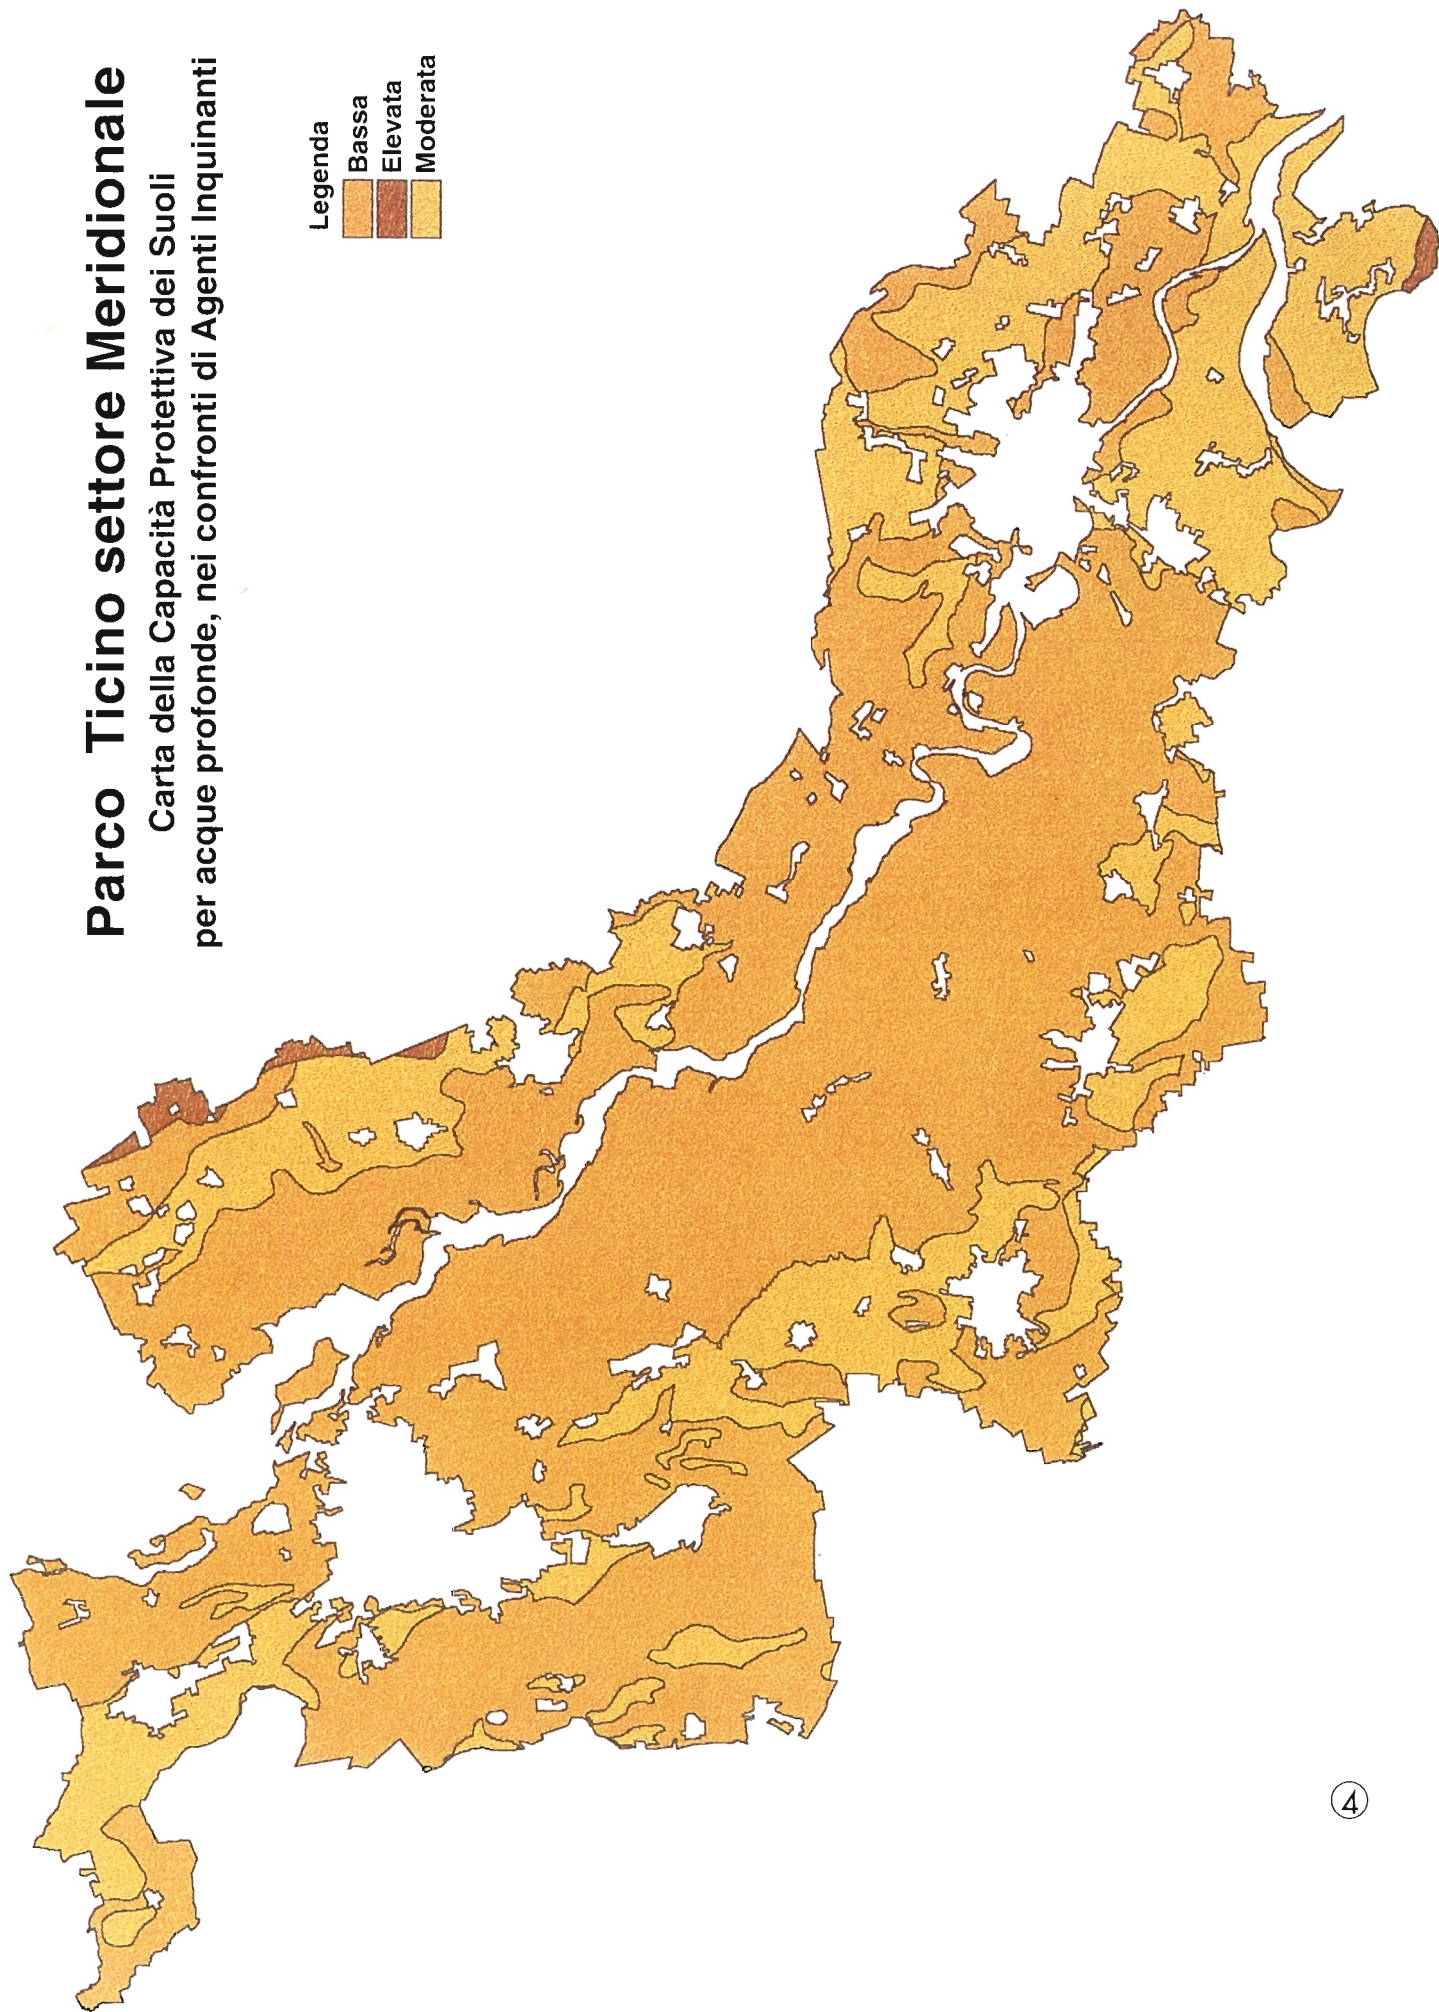 Parco Ticino settore Meridionale
Carta della Capacità Protettiva dei Suoli
per acque profonde, nei confronti di Agenti Inquinanti
Legenda
Bassa
Elevata
Moderata
4